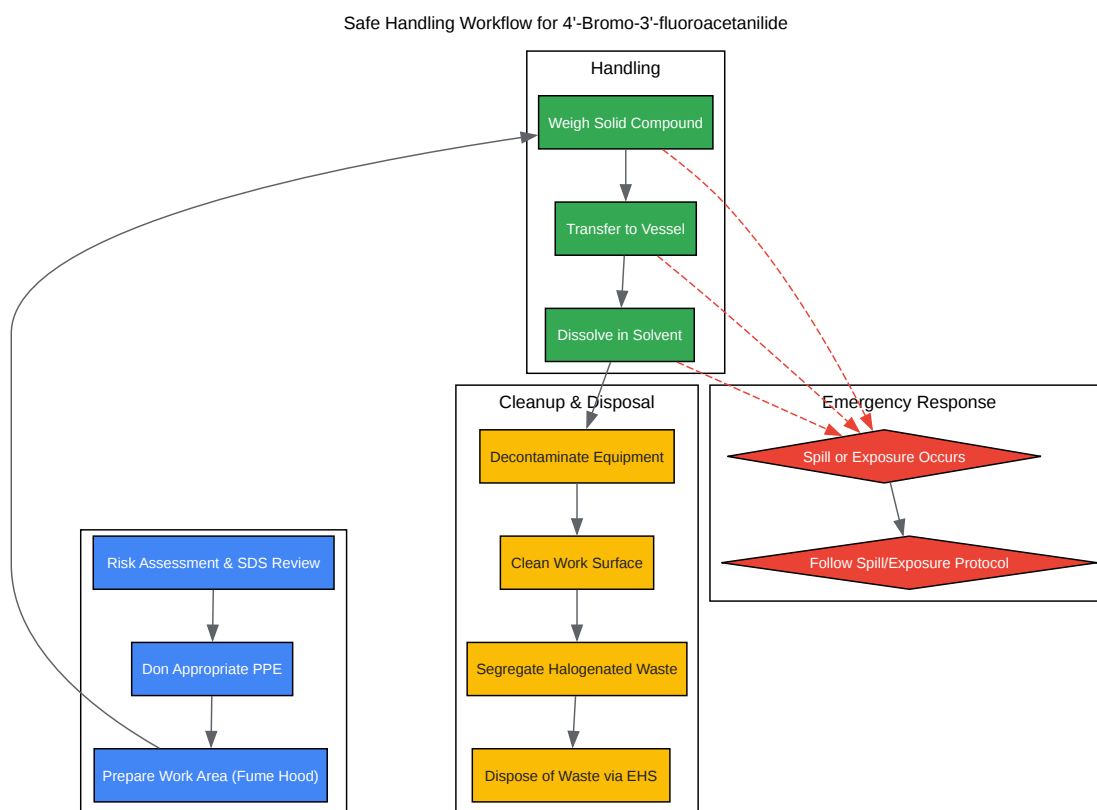 Safe Handling Workflow for 4'-Bromo-3'-fluoroacetanilide
Handling
Weigh Solid Compound
Transfer to Vessel
Dissolve in Solvent
Cleanup & Disposal
Decontaminate Equipment
Clean Work Surface
Segregate Halogenated Waste
Dispose of Waste via EHS
Emergency Response
Spill or Exposure Occurs
Follow Spill/Exposure Protocol
Risk Assessment & SDS Review
Don Appropriate PPE
Prepare Work Area (Fume Hood)